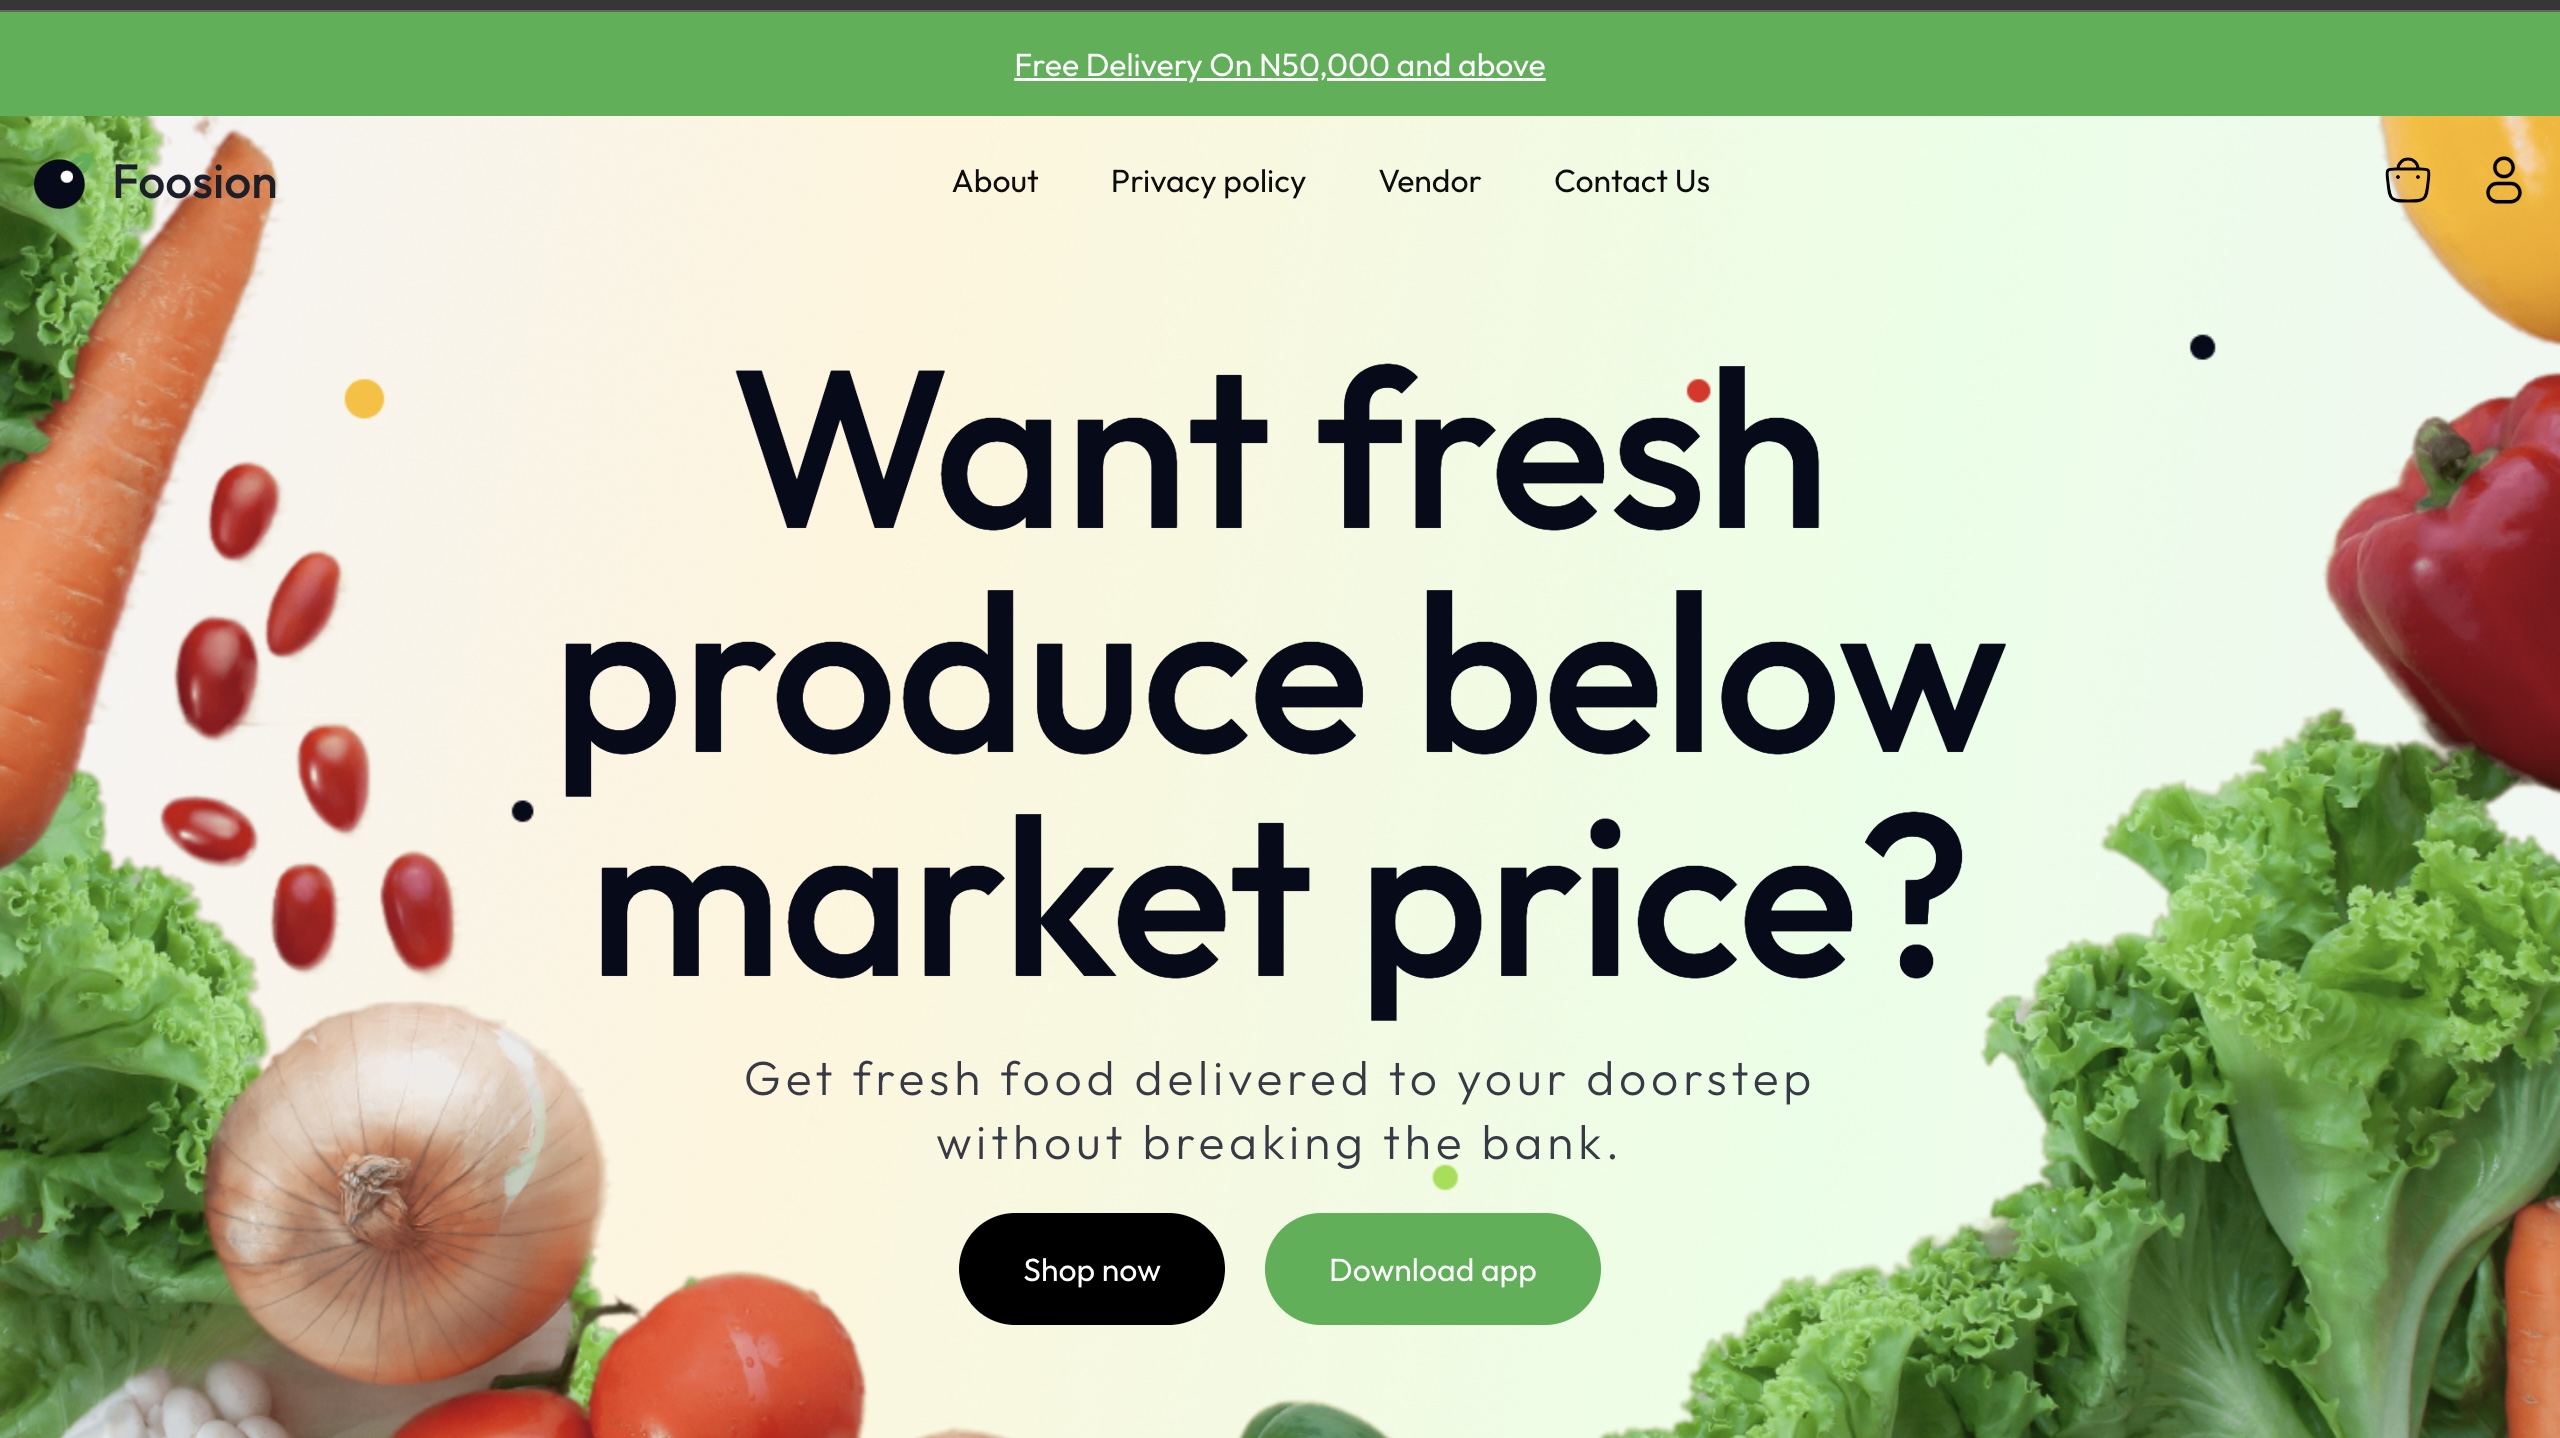 Free Delivery On N50,000 and above
Foosion
About Privacy policy Vendor Contact Us
Want fresh
produce below
market price?
Get fresh food delivered to your doorstep
without breaking the bank.
Shop now Download app